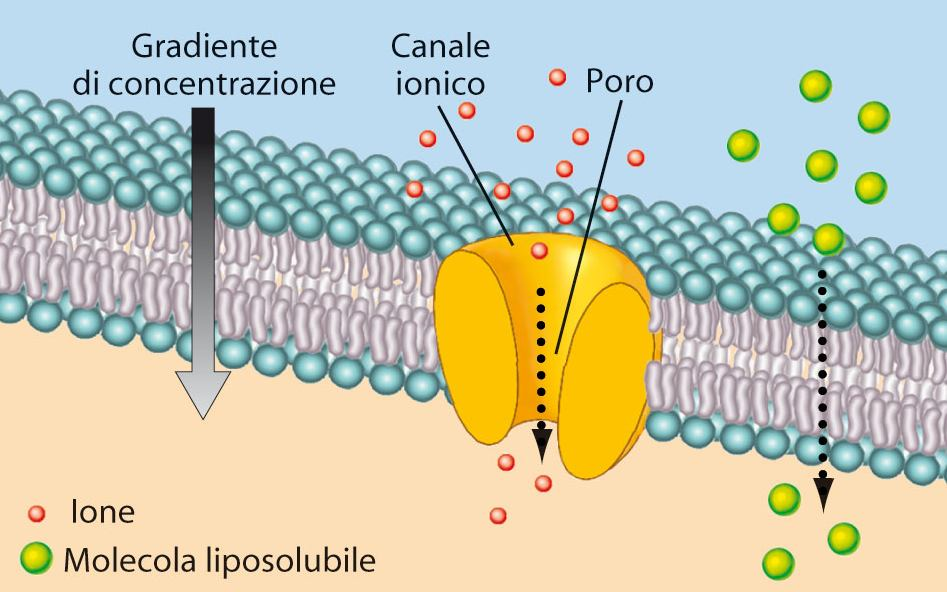 Gradiente
di concentrazione
Canale
ionico
Poro
Ione
Molecola liposolubile